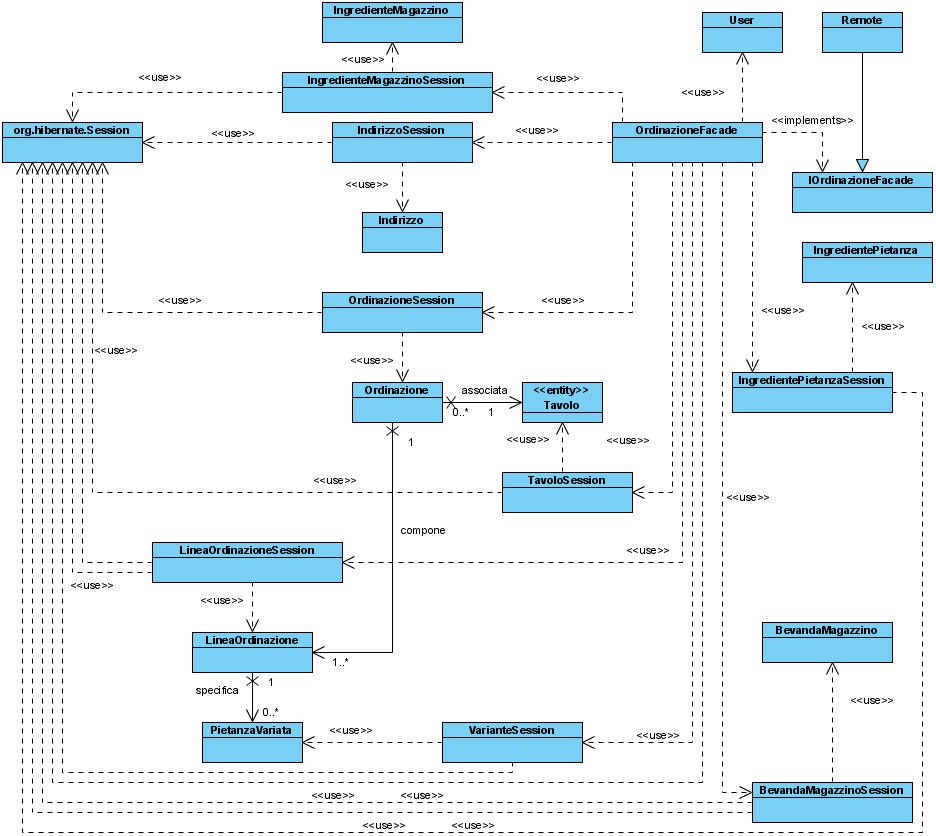 IngredienteMagazzino
User
Remote
<<use>>
<<use>>
IngredienteMagazzinoSession
<<use>>
<<use>>
<<implements>>
org.hibernate.Session
<<use>>
IndirizzoSession
<<use>>
OrdinazioneFacade
<<use>>
IOrdinazioneFacade
Indirizzo
IngredientePietanza
<<use>>
OrdinazioneSession
<<use>>
<<use>>
<<use>>
<<use>>
<<use>>
IngredientePietanzaSession
Ordinazione
associata
0..*
1
<<entity>>
Tavolo
1
<<use>>
<<use>>
<<use>>
TavoloSession
<<use>>
compone
LineaOrdinazioneSession
<<use>>
<<use>>
<<use>>
LineaOrdinazione
1..*
BevandaMagazzino
specifica
1
0..*
<<use>>
PietanzaVariata
<<use>>
VarianteSession
<<use>>
BevandaMagazzinoSession
<<use>>
<<use>>
<<use>>
<<use>>